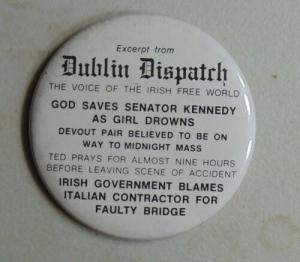 Excerpt from
Dublin Dispatch
THE VOICE OF THE IRISH FREE WORLD
GOD SAVES SENATOR KENNEDY
AS GIRL DROWNS
DEVOUT PAIR BELIEVED TO BE ON
WAY TO MIDNIGHT MASS
TED PRAYS FOR ALMOST NINE HOURS
BEFORE LEAVING SCENE OF ACCIDENT
IRISH GOVERNMENT BLAMES
ITALIAN CONTRACTOR FOR
FAULTY BRIDGE